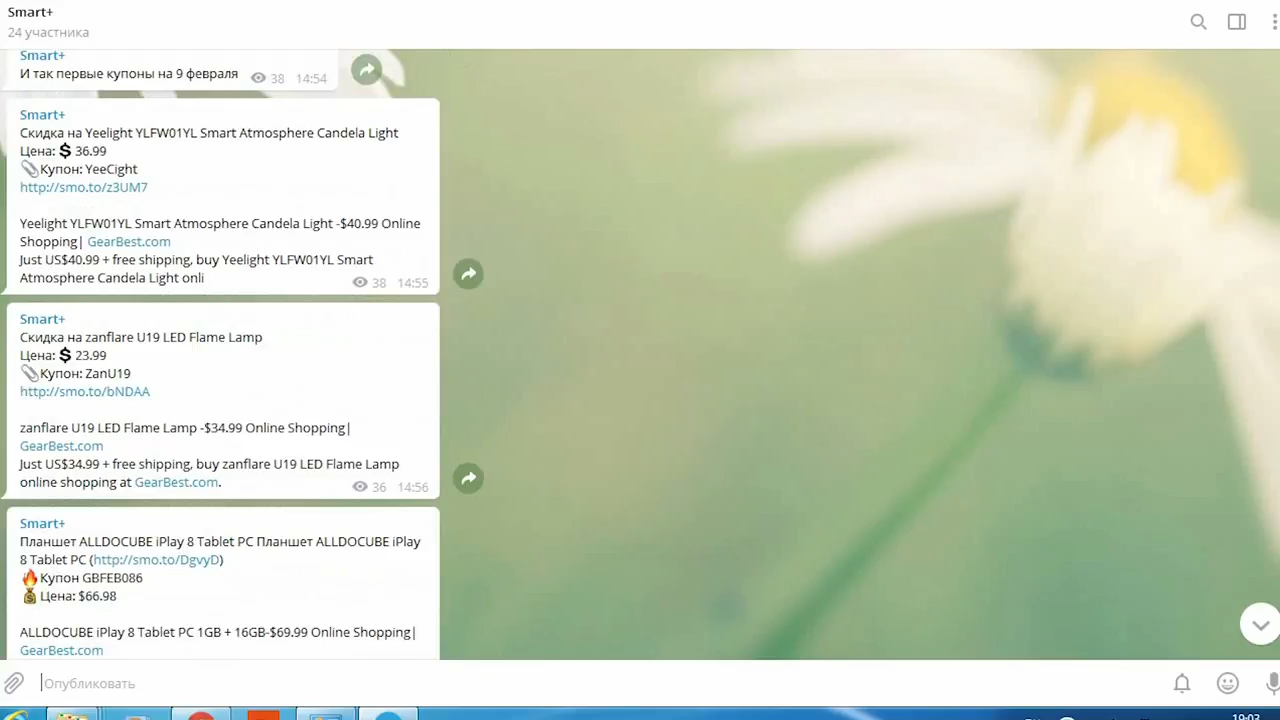 Smart+
24 участника
Smart+
И так первые купоны на 9 февраля 38 14:54
Smart+
Скидка на Yeelight YLFW01YL Smart Atmosphere Candela Light
Цена: $ 36.99
Купон: YeeCight
http://smo.to/z3UM7
Yeelight YLFW01YL Smart Atmosphere Candela Light -$40.99 Online
Shopping| GearBest.com
Just US$40.99 + free shipping, buy Yeelight YLFW01YL Smart
Atmosphere Candela Light onli
38 14:55
Smart+
Скидка на zanflare U19 LED Flame Lamp
Цена: $ 23.99
Купон: ZanU19
http://smo.to/bNDAA
zanflare U19 LED Flame Lamp -$34.99 Online Shopping|
GearBest.com
Just US$34.99 + free shipping, buy zanflare U19 LED Flame Lamp
online shopping at GearBest.com.
36 14:56
Smart+
Планшет ALLDOCUBE iPlay 8 Tablet PC Планшет ALLDOCUBE iPlay
8 Tablet PC (http://smo.to/DgvyD)
Купон GBFEB086
Цена: $66.98
ALLDOCUBE iPlay 8 Tablet PC 1GB + 16GB-$69.99 Online Shopping|
GearBest.com
Опубликовать
19:03